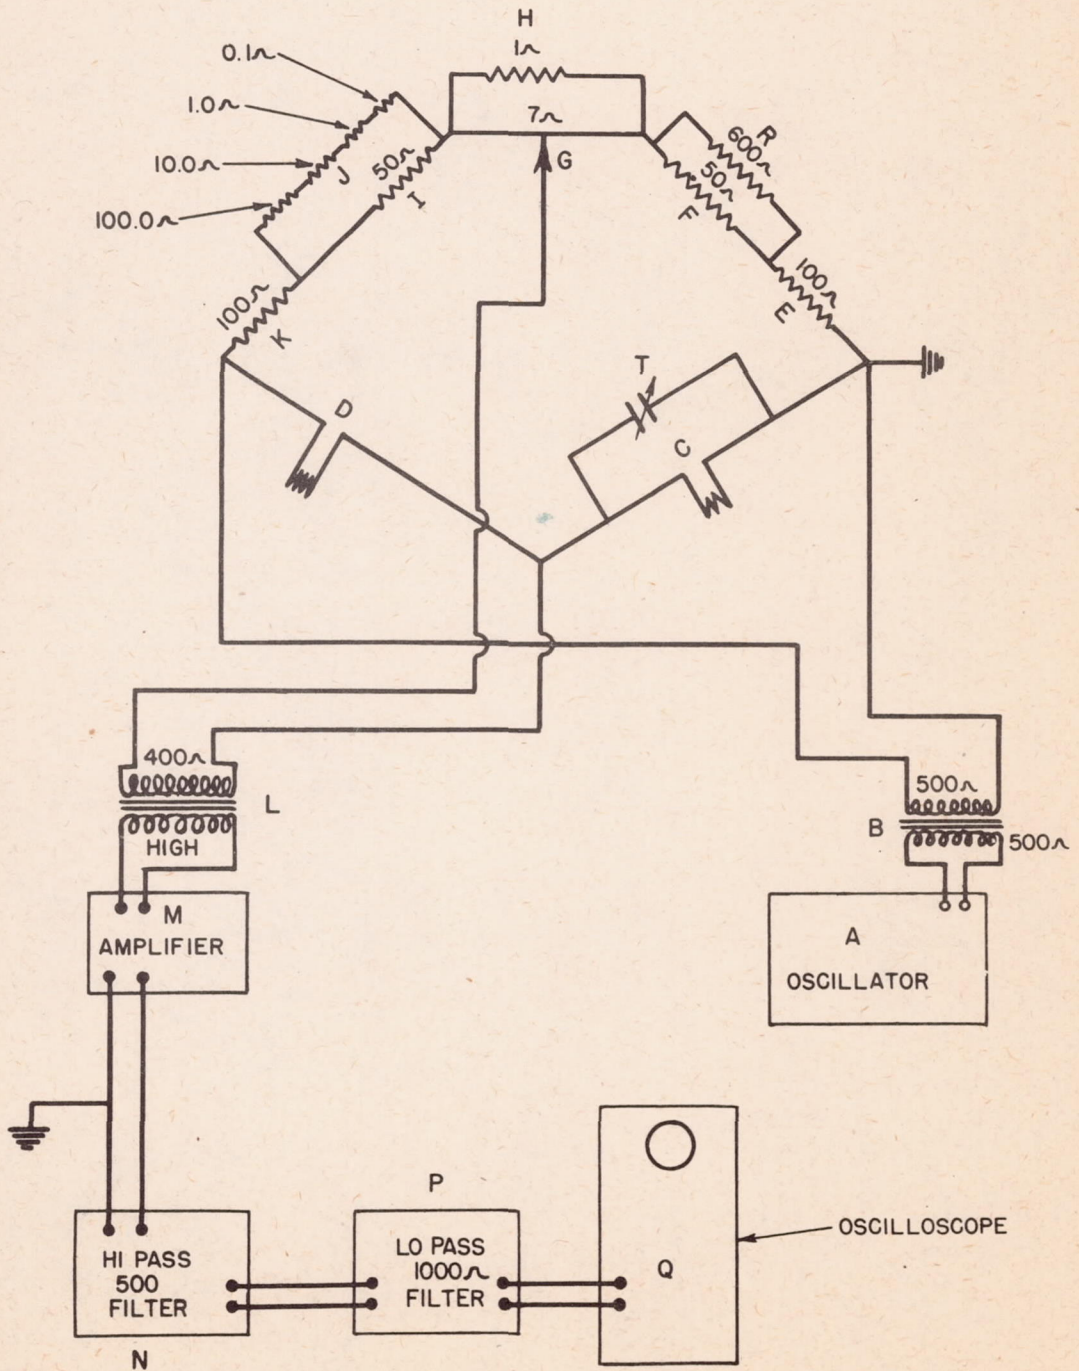 H
1Ω
0.1Ω
1.0Ω
10.0Ω
100.0Ω
J
50Ω
I
7Ω
G
R
600Ω
50Ω
F
100Ω
K
100Ω
E
T
D
C
400Ω
L
HIGH
500Ω
B
500Ω
M
AMPLIFIER
A
OSCILLATOR
P
OSCILLOSCOPE
HI PASS
500
FILTER
LO PASS
1000Ω
FILTER
Q
N